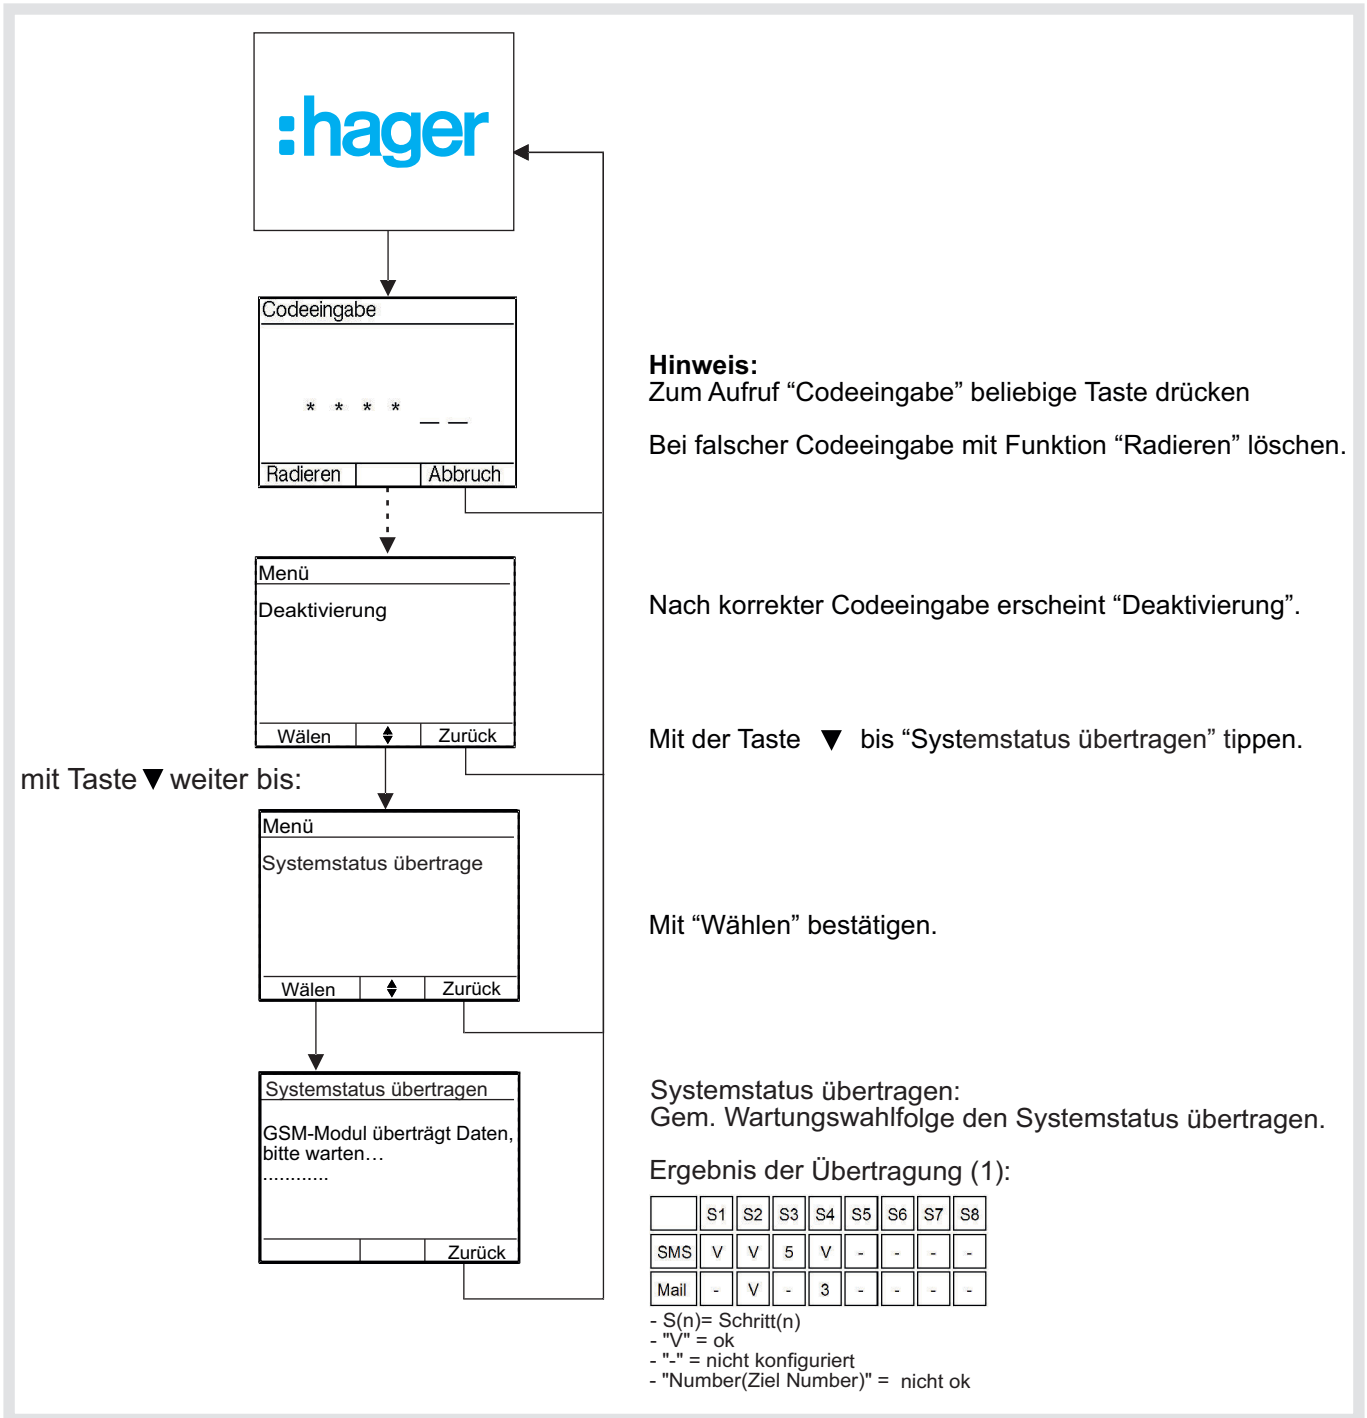 :hager
Codeeingabe
* * * * _ _
Radieren Abbruch
Hinweis:
Zum Aufruf “Codeeingabe” beliebige Taste drücken
Bei falscher Codeeingabe mit Funktion “Radieren” löschen.
Menü
Deaktivierung
Wälen Zurück
Nach korrekter Codeeingabe erscheint “Deaktivierung”.
Mit der Taste ▼ bis “Systemstatus übertragen” tippen.
mit Taste ▼ weiter bis:
Menü
Systemstatus übertrage
Wälen Zurück
Mit “Wählen” bestätigen.
Systemstatus übertragen
GSM-Modul überträgt Daten,
bitte warten…
............
Zurück
Systemstatus übertragen:
Gem. Wartungswahlfolge den Systemstatus übertragen.
Ergebnis der Übertragung (1):
S1 S2 S3 S4 S5 S6 S7 S8
SMS V V 5 V - - - -
Mail - V - 3 - - - -
- S(n)= Schritt(n)
- "V" = ok
- "-" = nicht konfiguriert
- "Number(Ziel Number)" = nicht ok